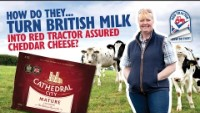 HOW DO THEY...
TURN BRITISH MILK
INTO RED TRACTOR ASSURED
CHEDDAR CHEESE?
CATHEDRAL
CITY
MATURE